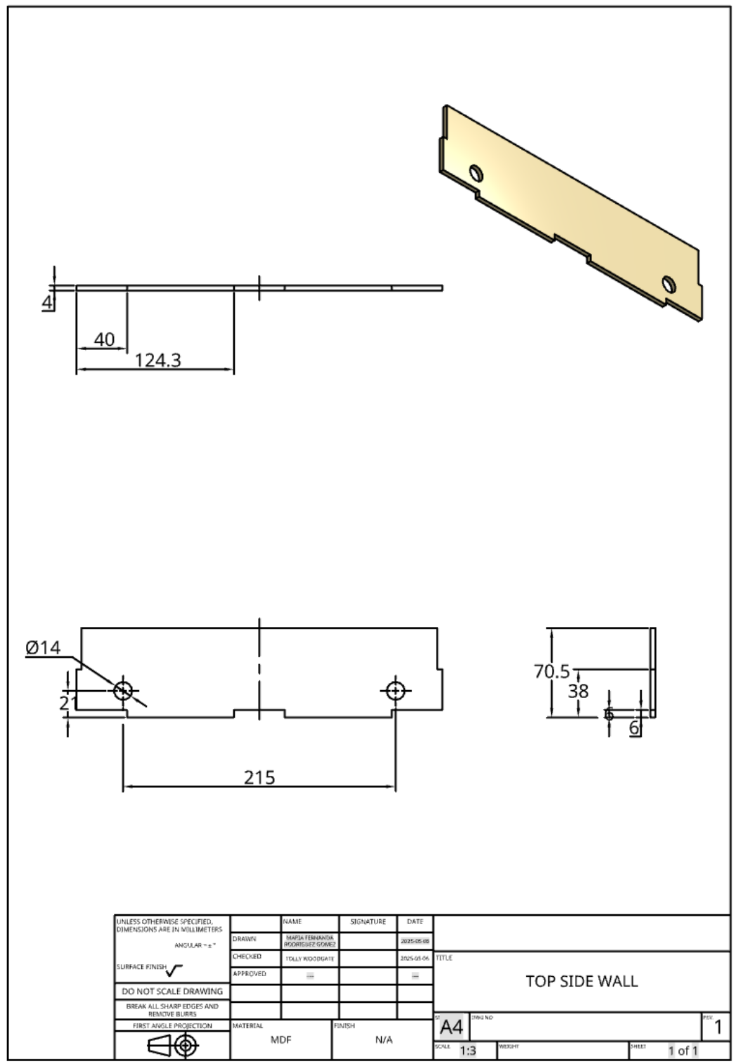 4
40
124.3
Ø14
21
215
70.5
38
6
6
UNLESS OTHERWISE SPECIFIED,
DIMENSIONS ARE IN MILLIMETERS
ANGULAR = ± °
SURFACE FINISH
DO NOT SCALE DRAWING
BREAK ALL SHARP EDGES AND
REMOVE BURRS
FIRST ANGLE PROJECTION
NAME
SIGNATURE
DATE
DRAWN
MARIA FERNANDA
RODRIGUEZ GOMEZ
CHECKED
APPROVED
MATERIAL
MDF
FINISH
N/A
TITLE
TOP SIDE WALL
A4
DWG NO
REV
1
SCALE
1:3
WEIGHT
SHEET
1 of 1